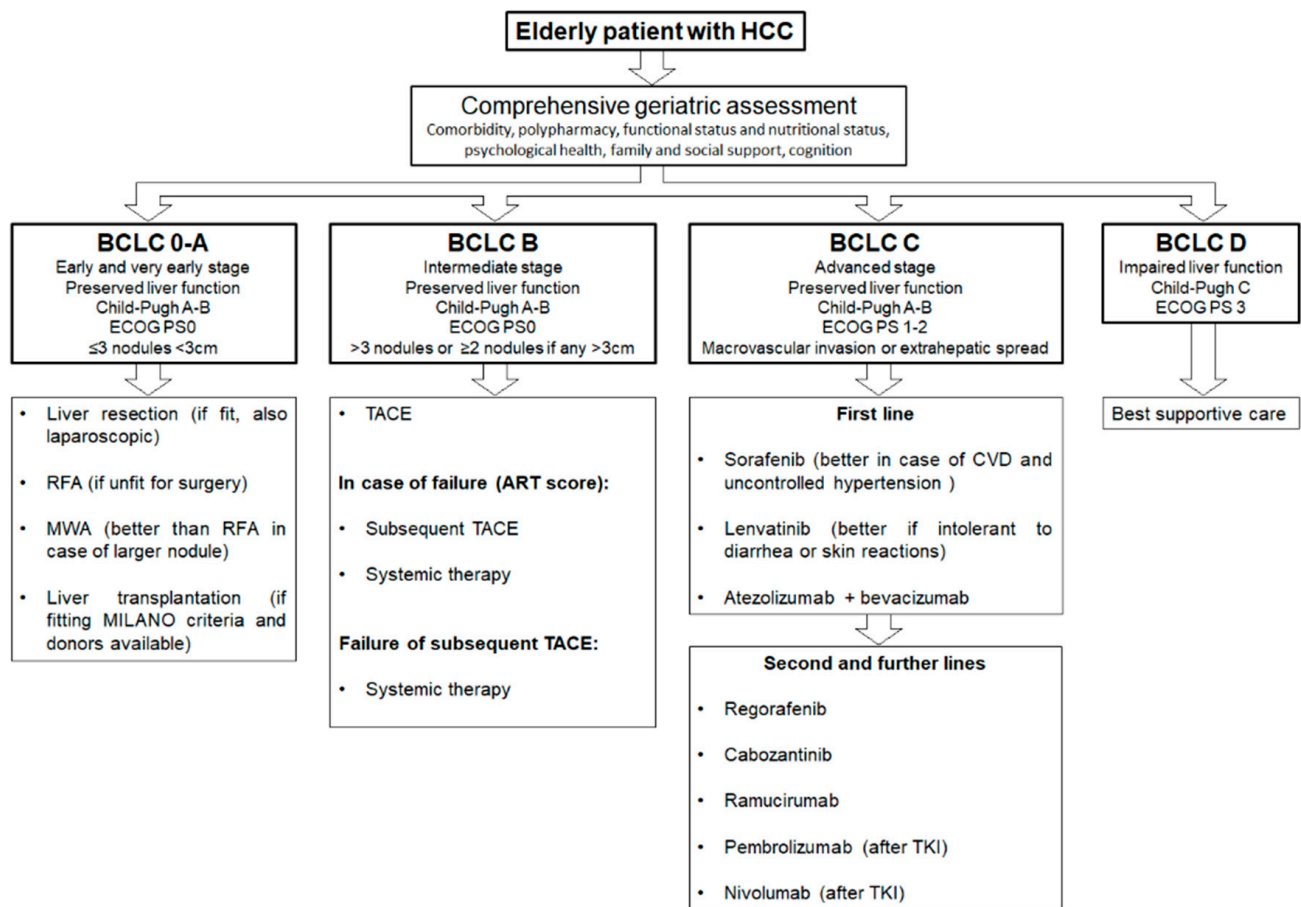 Elderly patient with HCC
Comprehensive geriatric assessment
Comorbidity, polypharmacy, functional status and nutritional status,
psychological health, family and social support, cognition
BCLC 0-A
Early and very early stage
Preserved liver function
Child-Pugh A-B
ECOG PS0
≤3 nodules <3cm
BCLC B
Intermediate stage
Preserved liver function
Child-Pugh A-B
ECOG PS0
>3 nodules or ≥2 nodules if any >3cm
BCLC C
Advanced stage
Preserved liver function
Child-Pugh A-B
ECOG PS 1-2
Macrovascular invasion or extrahepatic spread
BCLC D
Impaired liver function
Child-Pugh C
ECOG PS 3
• Liver resection (if fit, also
laparoscopic)
• RFA (if unfit for surgery)
• MWA (better than RFA in
case of larger nodule)
• Liver transplantation (if
fitting MILANO criteria and
donors available)
• TACE
In case of failure (ART score):
• Subsequent TACE
• Systemic therapy
Failure of subsequent TACE:
• Systemic therapy
First line
• Sorafenib (better in case of CVD and
uncontrolled hypertension )
• Lenvatinib (better if intolerant to
diarrhea or skin reactions)
• Atezolizumab + bevacizumab
Second and further lines
• Regorafenib
• Cabozantinib
• Ramucirumab
• Pembrolizumab (after TKI)
• Nivolumab (after TKI)
Best supportive care